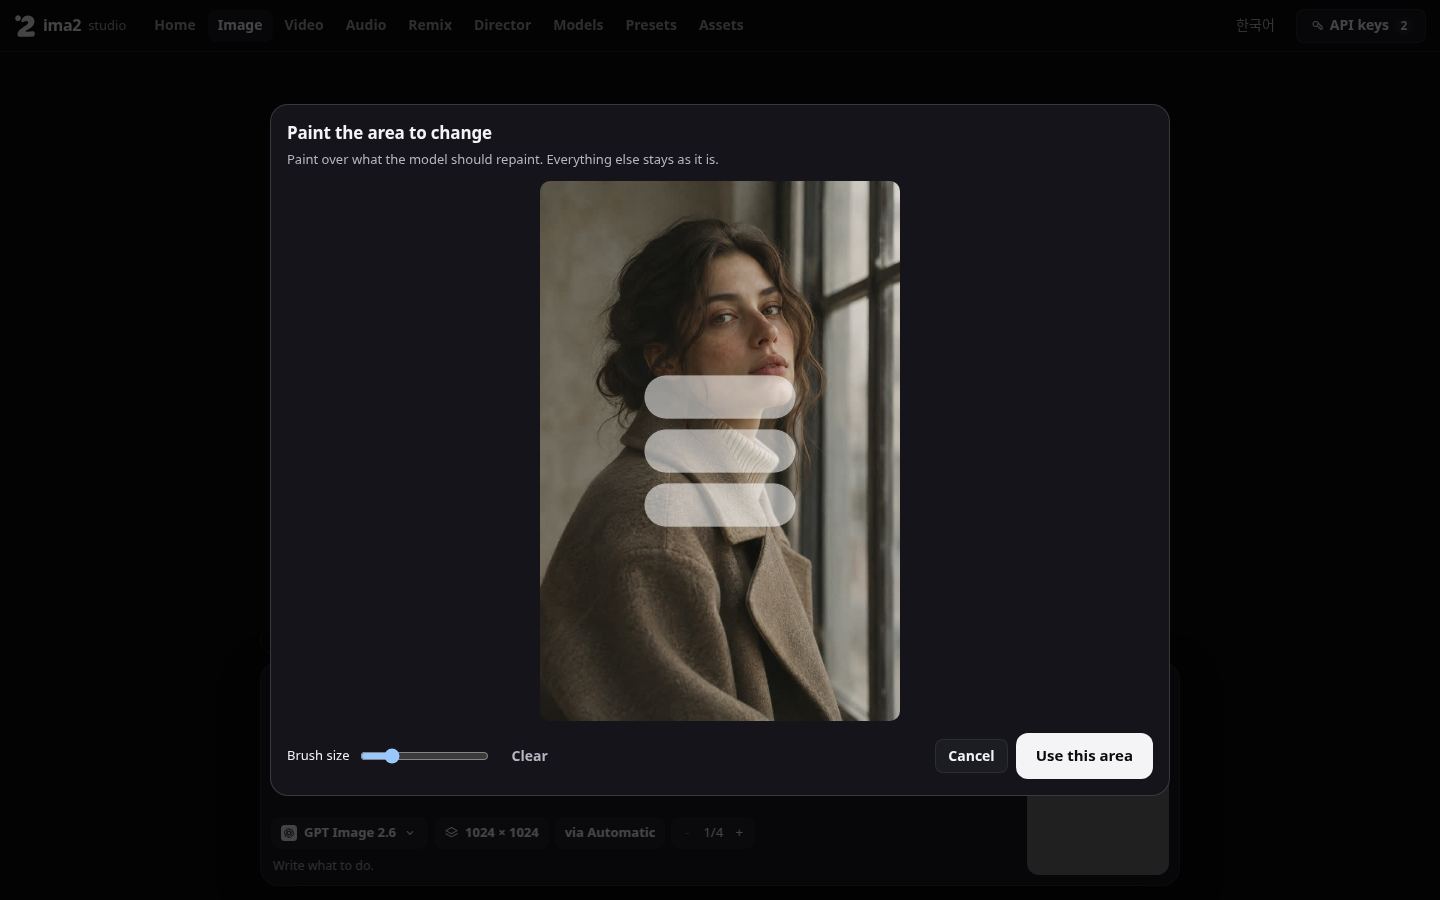 ima2 studio Home Image Video Audio Remix Director Models Presets Assets 한국어 API keys 2
Paint the area to change
Paint over what the model should repaint. Everything else stays as it is.
Brush size Clear Cancel Use this area
GPT Image 2.6 1024 × 1024 via Automatic - 1/4 +
Write what to do.